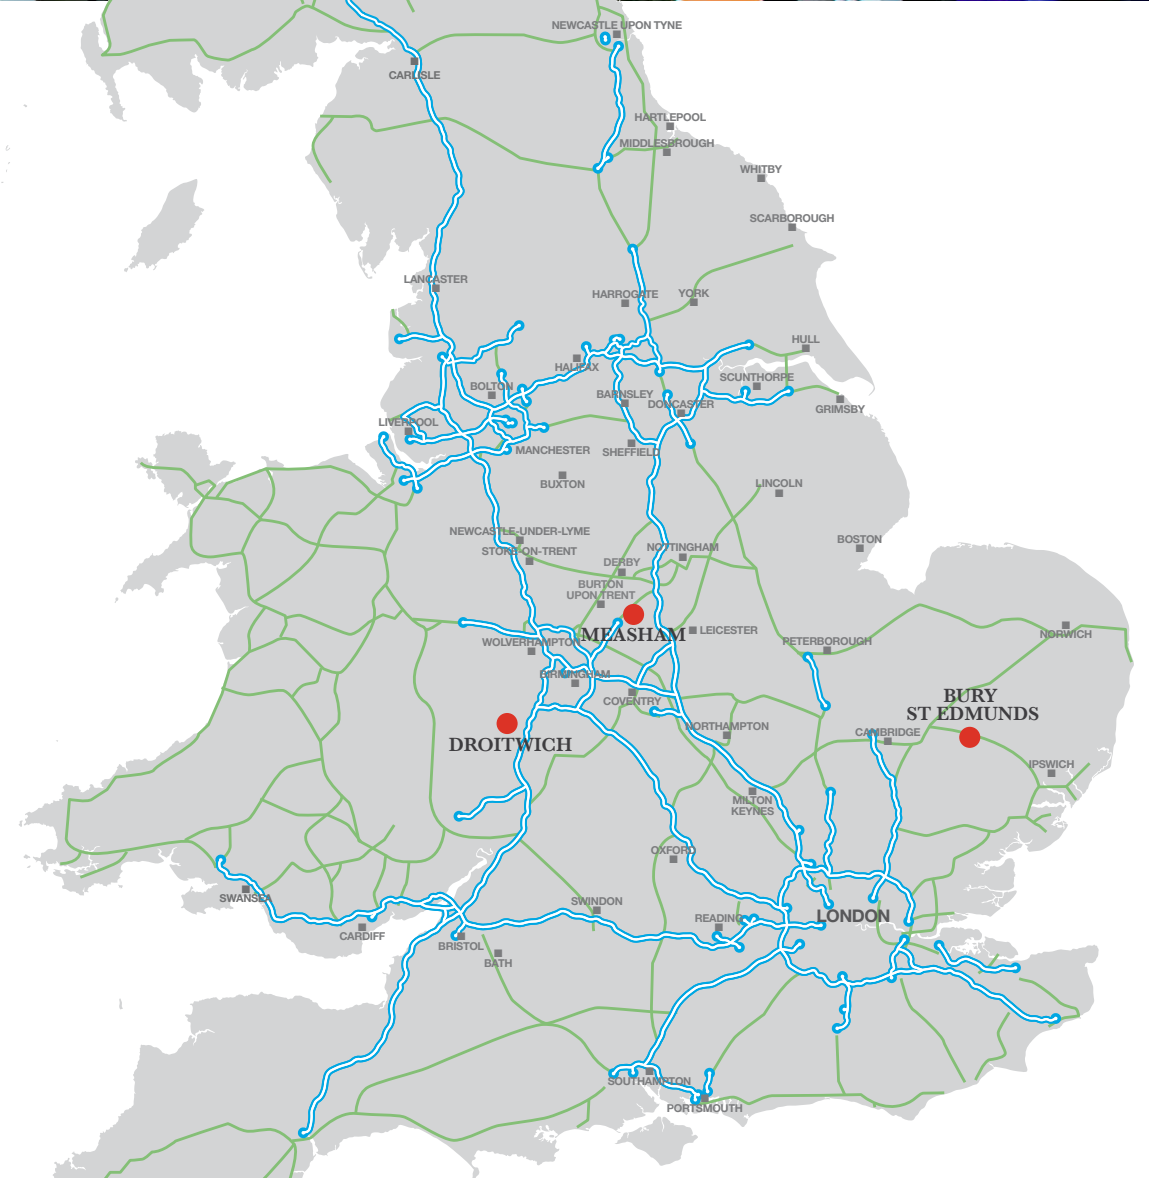 NEWCASTLE UPON TYNE
CARLISLE
HARTLEPOOL
MIDDLESBROUGH
WHITBY
SCARBOROUGH
LANCASTER
HARROGATE
YORK
HULL
HALIFAX
SCUNTHORPE
BOLTON
BARNSLEY
DONCASTER
GRIMSBY
LIVERPOOL
MANCHESTER
SHEFFIELD
BUXTON
LINCOLN
NEWCASTLE-UNDER-LYME
BOSTON
STOKE-ON-TRENT
NOTTINGHAM
DERBY
BURTON
UPON TRENT
MEASHAM
LEICESTER
NORWICH
WOLVERHAMPTON
PETERBOROUGH
BIRMINGHAM
COVENTRY
BURY
ST EDMUNDS
NORTHAMPTON
CAMBRIDGE
DROITWICH
IPSWICH
MILTON
KEYNES
OXFORD
SWANSEA
SWINDON
READING
LONDON
CARDIFF
BRISTOL
BATH
SOUTHAMPTON
PORTSMOUTH